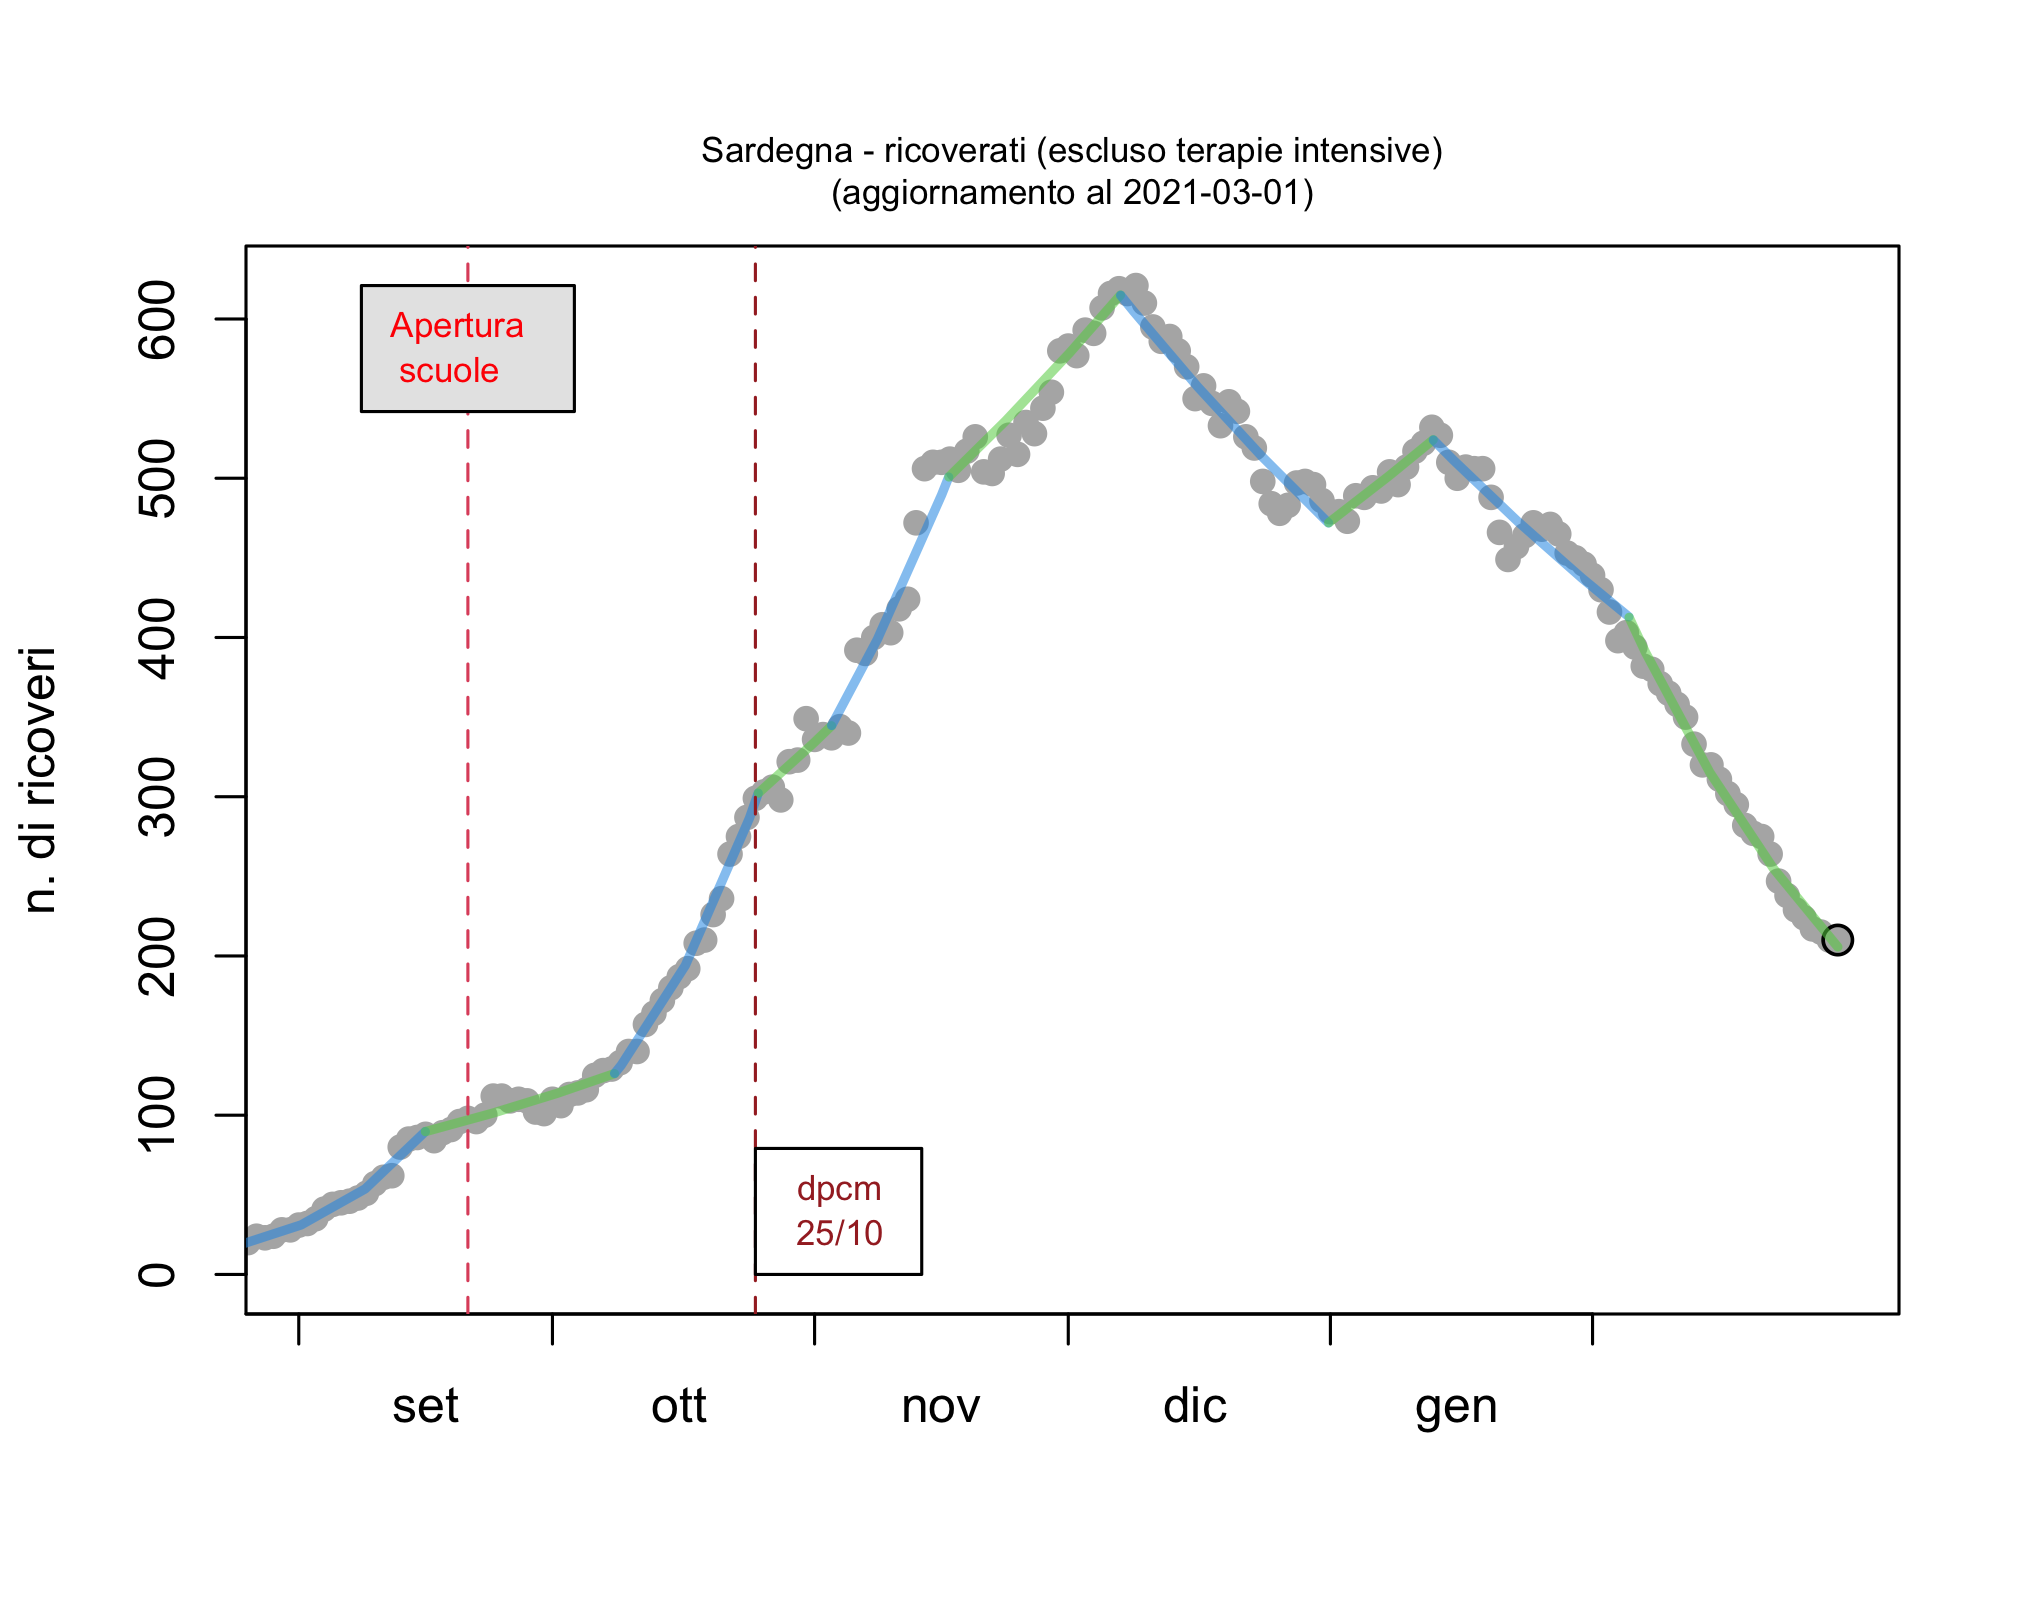 Sardegna - ricoverati (escluso terapie intensive)
(aggiornamento al 2021-03-01)
n. di ricoveri
600
500
400
300
200
100
0
Apertura
scuole
dpcm
25/10
set
ott
nov
dic
gen